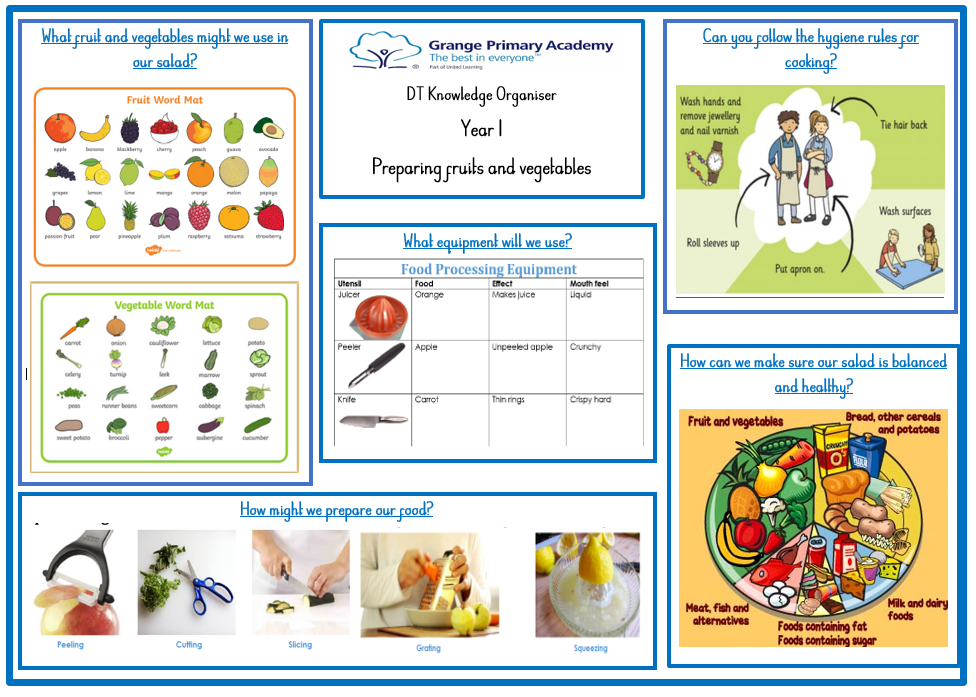 What fruit and vegetables might we use in
our salad?
Fruit Word Mat
apple banana blackberry cherry peach guava avocado
grapes lemon lime mango orange melon papaya
passion fruit pear pineapple plum raspberry satsuma strawberry
Vegetable Word Mat
carrot onion cauliflower lettuce potato
celery turnip leek marrow sprout
peas runner beans sweetcorn cabbage spinach
sweet potato broccoli pepper aubergine cucumber
Grange Primary Academy
The best in everyone™
Part of United Learning
DT Knowledge Organiser
Year 1
Preparing fruits and vegetables
What equipment will we use?
Food Processing Equipment
Utensil Food Effect Mouth feel
Juicer Orange Makes juice Liquid
Peeler Apple Unpeeled apple Crunchy
Knife Carrot Thin rings Crispy hard
Can you follow the hygiene rules for
cooking?
Wash hands and
remove jewellery
and nail varnish
Tie hair back
Wash surfaces
Roll sleeves up
Put apron on.
How can we make sure our salad is balanced
and healthy?
Fruit and vegetables
Bread, other cereals
and potatoes
Meat, fish and
alternatives
Milk and dairy
foods
Foods containing fat
Foods containing sugar
How might we prepare our food?
Peeling Cutting Slicing Grating Squeezing